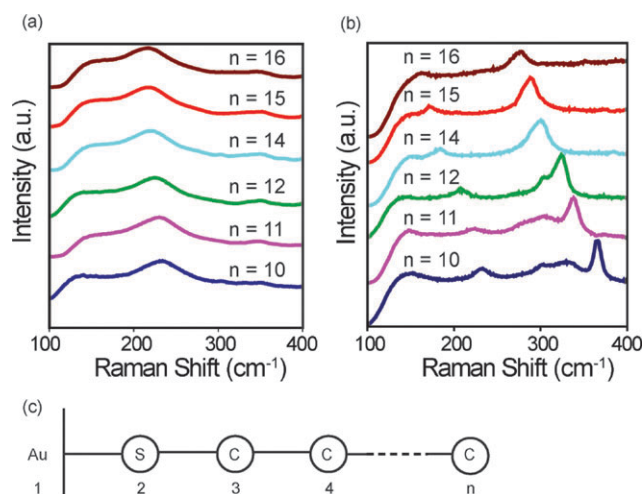 (a)
n = 16
n = 15
n = 14
n = 12
n = 11
n = 10
Intensity (a.u.)
100 200 300 400
Raman Shift (cm⁻¹)
(b)
n = 16
n = 15
n = 14
n = 12
n = 11
n = 10
Intensity (a.u.)
100 200 300 400
Raman Shift (cm⁻¹)
(c)
Au S C C C
1 2 3 4 n